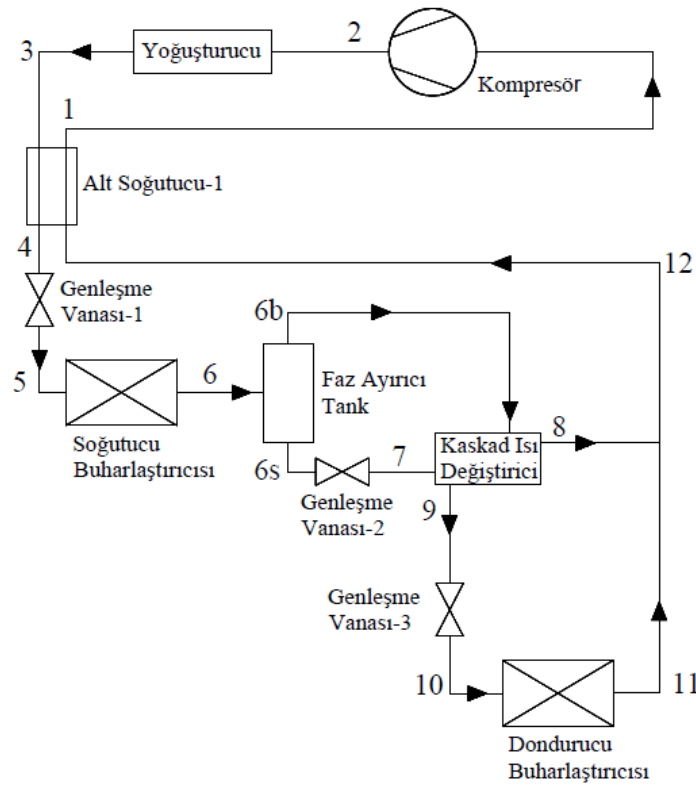 3
Yoğuşturucu
2
Kompresör
1
Alt Soğutucu-1
4
12
Genleşme
Vanası-1
6b
5
6
Faz Ayırıcı
Tank
Soğutucu
Buharlaştırıcısı
6s
7
Kaskad Isı
Değiştirici
8
Genleşme
Vanası-2
9
Genleşme
Vanası-3
10
11
Dondurucu
Buharlaştırıcısı